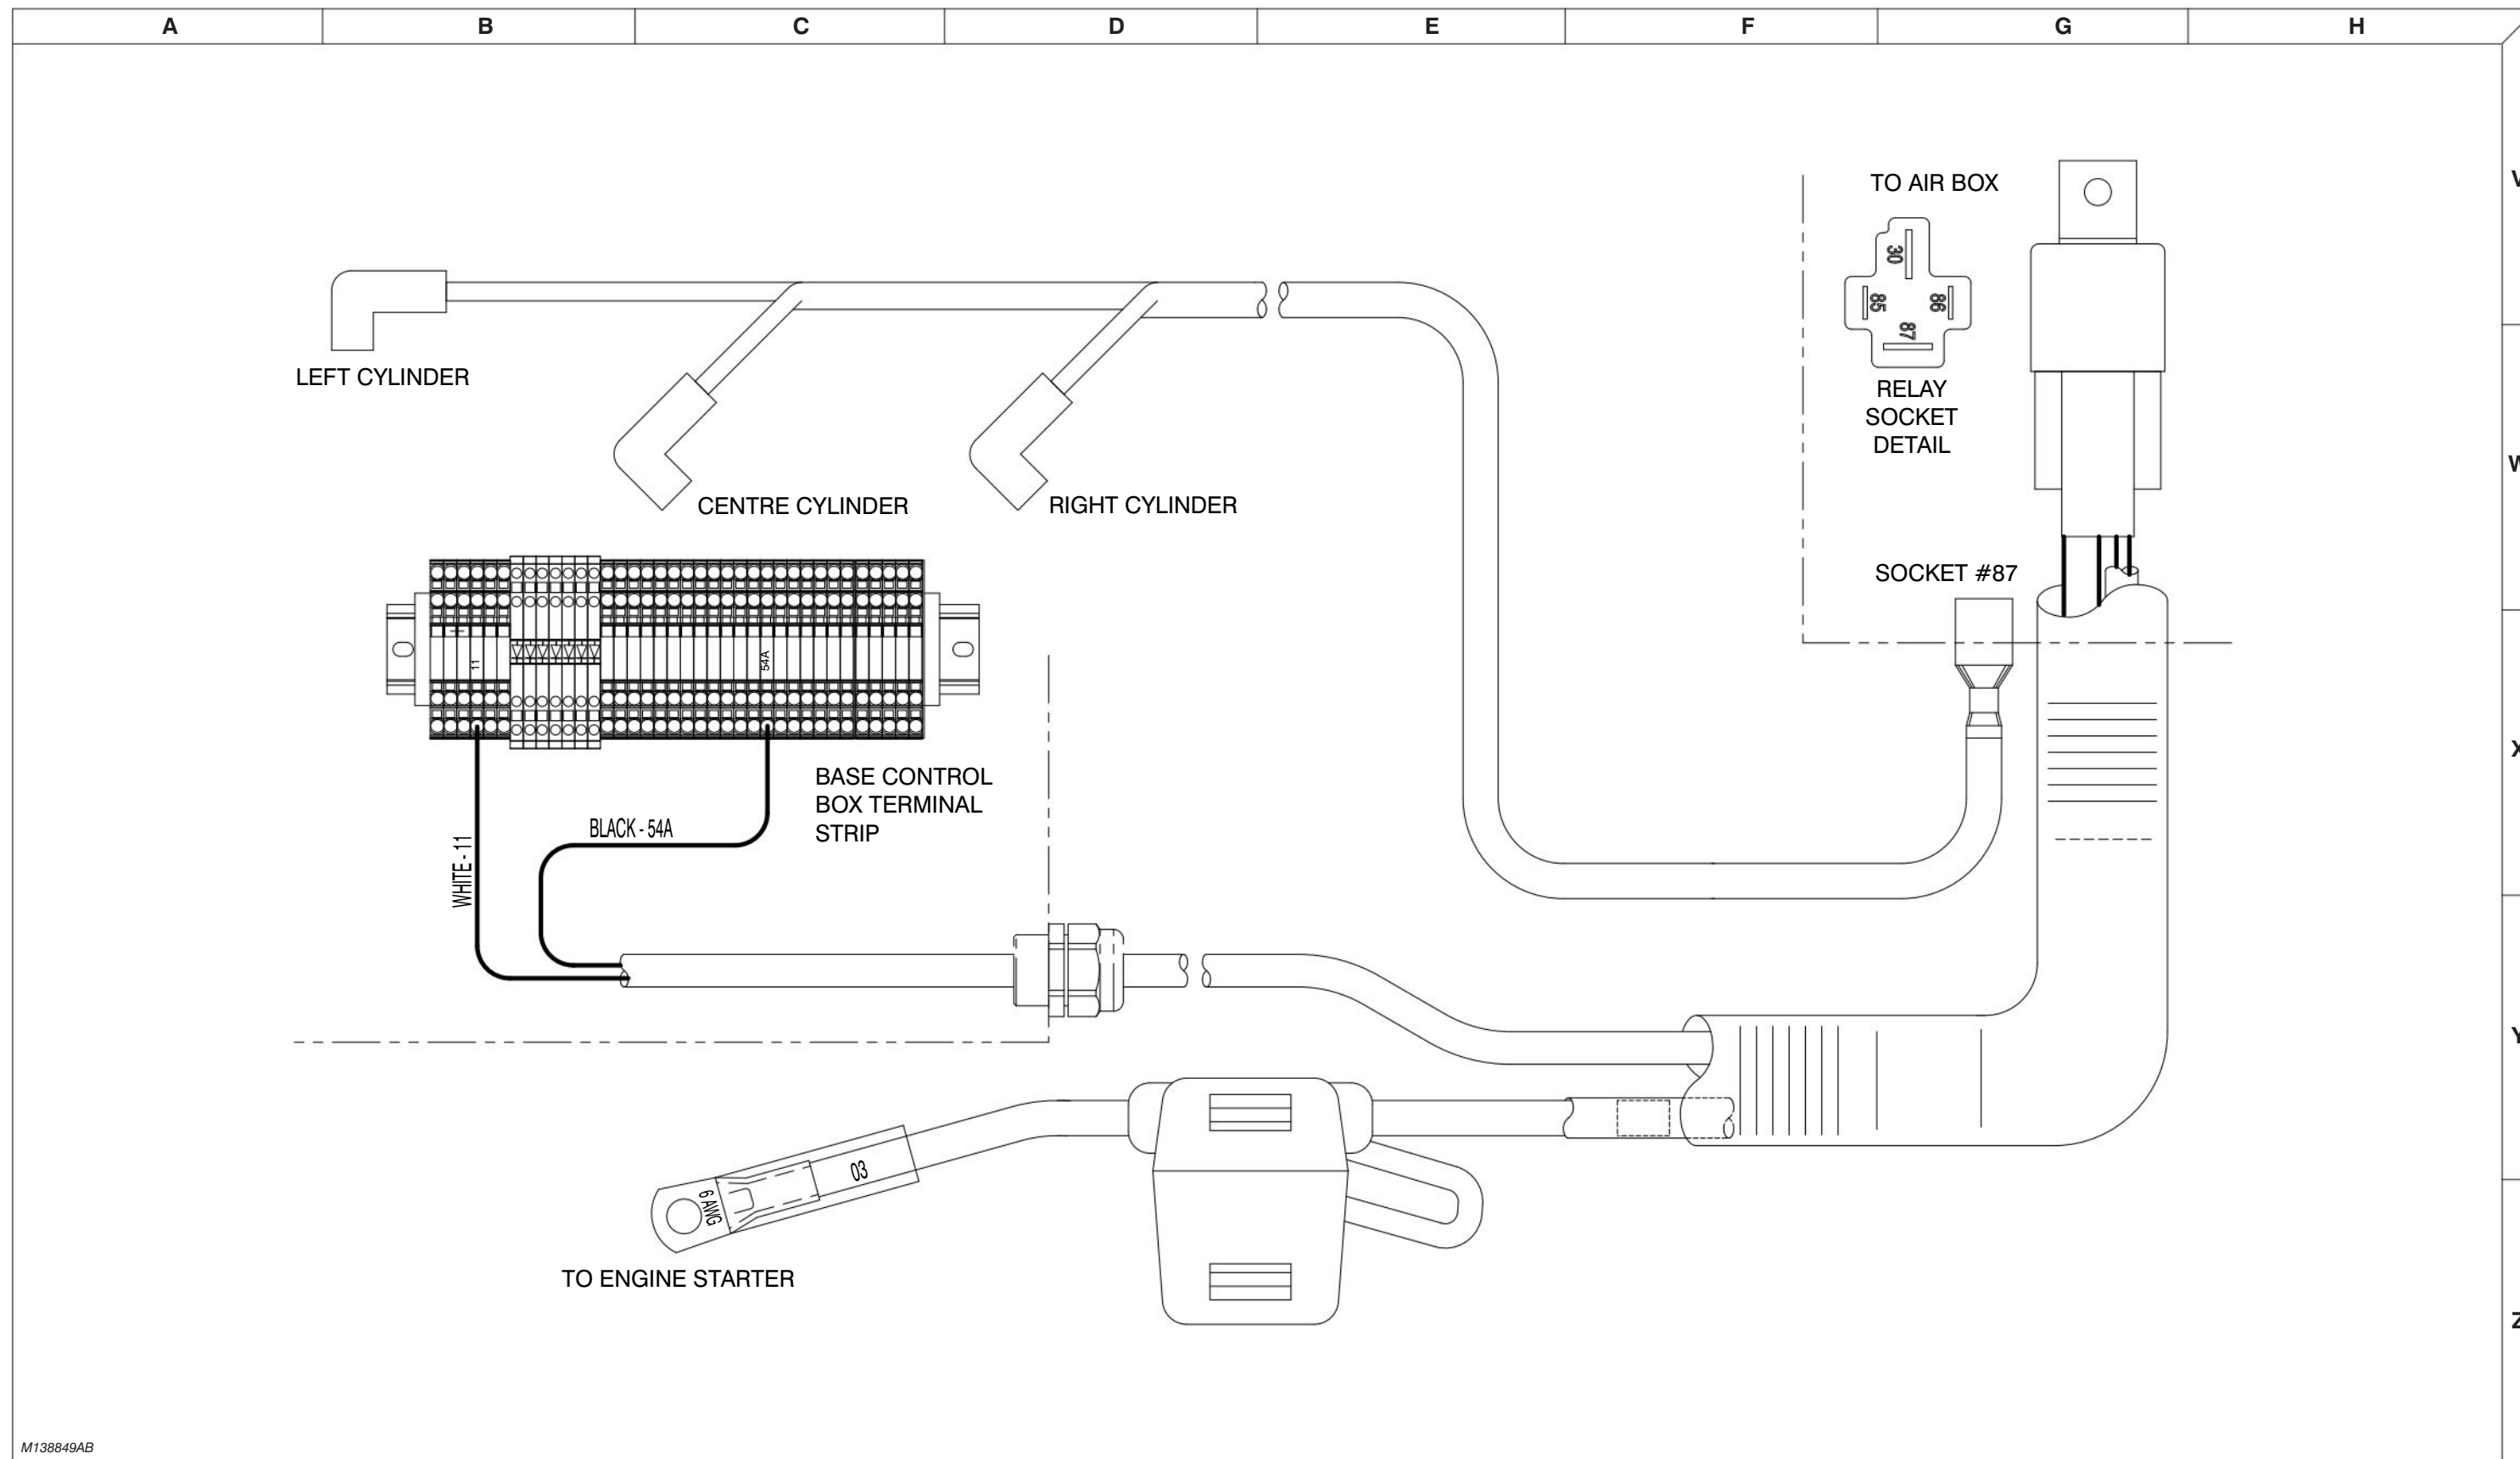 A B C D E F G H
TO AIR BOX
V
30
85
86
87
LEFT CYLINDER
RELAY
SOCKET
DETAIL
W
CENTRE CYLINDER
RIGHT CYLINDER
SOCKET #87
11
54A
X
BASE CONTROL
BOX TERMINAL
STRIP
BLACK - 54A
WHITE - 11
Y
03
6 AWG
TO ENGINE STARTER
Z
M138849AB